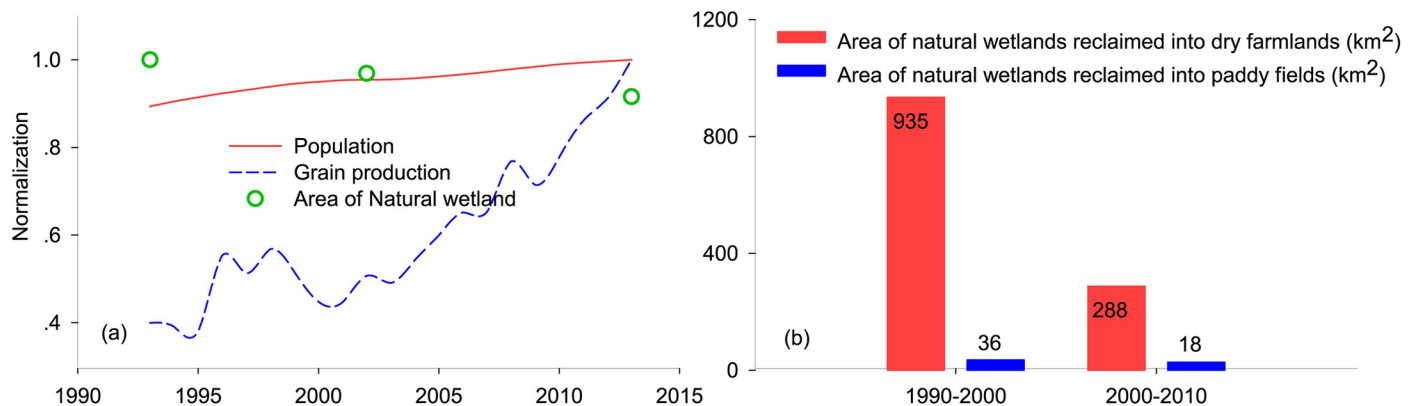 Normalization
1.0
.8
.6
.4
Population
Grain production
Area of Natural wetland
(a)
1990 1995 2000 2005 2010 2015
1200
800
400
0
Area of natural wetlands reclaimed into dry farmlands (km²)
Area of natural wetlands reclaimed into paddy fields (km²)
935
36
288
18
(b)
1990-2000 2000-2010